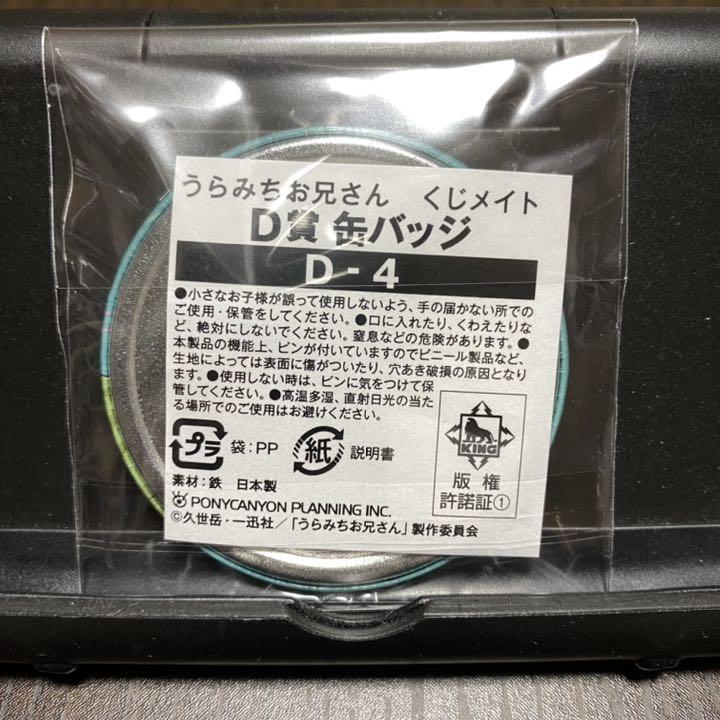 うらみちお兄さん　くじメイト
D賞 缶バッジ
D - 4
●小さなお子様が誤って使用しないよう、手の届かない所での
ご使用・保管をしてください。●口に入れたり、くわえたりな
ど、絶対にしないでください。窒息などの危険があります。●
本製品の機能上、ピンが付いていますのでビニール製品など、
生地によっては表面に傷がついたり、穴あき破損の原因となり
ます。●使用しない時は、ピンに気をつけて保
管してください。●高温多湿、直射日光の当た
る場所でのご使用はお避けください。
プラ 袋：PP 紙 説明書
KING
版権
許諾証①
素材：鉄　日本製
PONYCANYON PLANNING INC.
©久世岳・一迅社／「うらみちお兄さん」製作委員会